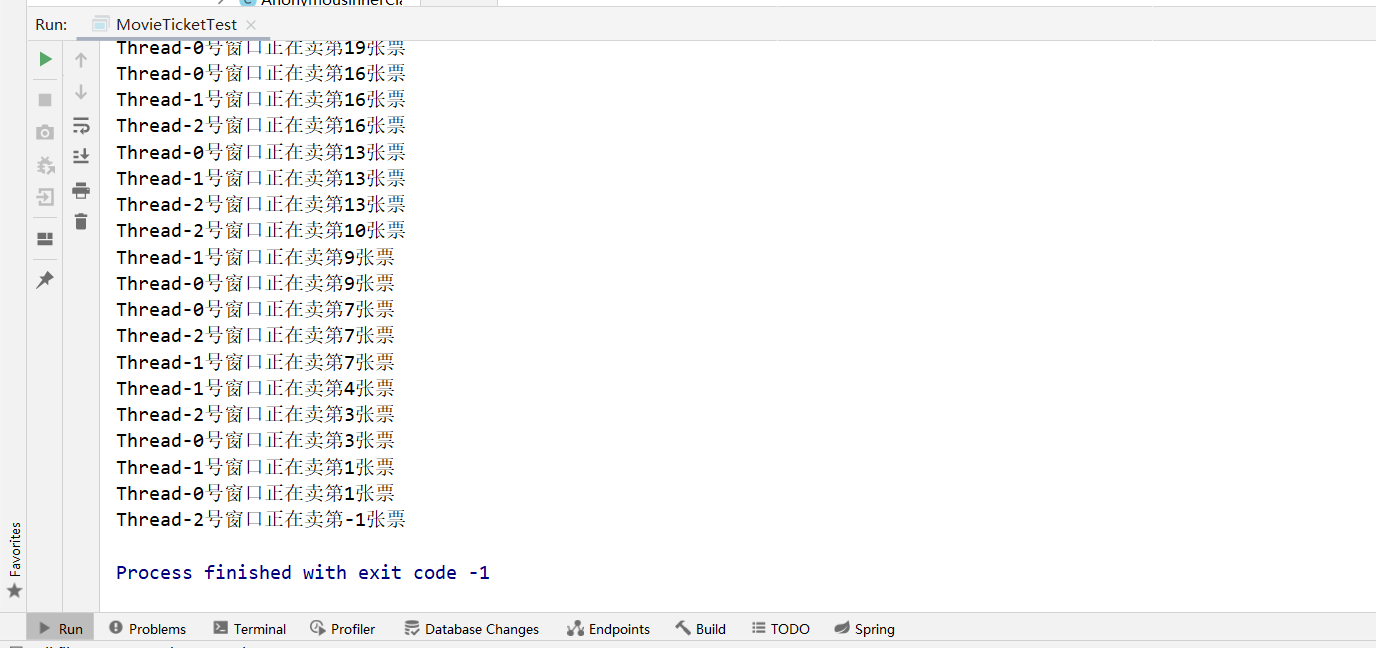 Run: MovieTicketTest
Thread-0号窗口正在卖第19张票
Thread-0号窗口正在卖第16张票
Thread-1号窗口正在卖第16张票
Thread-2号窗口正在卖第16张票
Thread-0号窗口正在卖第13张票
Thread-1号窗口正在卖第13张票
Thread-2号窗口正在卖第13张票
Thread-2号窗口正在卖第10张票
Thread-1号窗口正在卖第9张票
Thread-0号窗口正在卖第9张票
Thread-0号窗口正在卖第7张票
Thread-2号窗口正在卖第7张票
Thread-1号窗口正在卖第7张票
Thread-1号窗口正在卖第4张票
Thread-2号窗口正在卖第3张票
Thread-0号窗口正在卖第3张票
Thread-1号窗口正在卖第1张票
Thread-0号窗口正在卖第1张票
Thread-2号窗口正在卖第-1张票
Process finished with exit code -1
Favorites
Run Problems Terminal Profiler Database Changes Endpoints Build TODO Spring